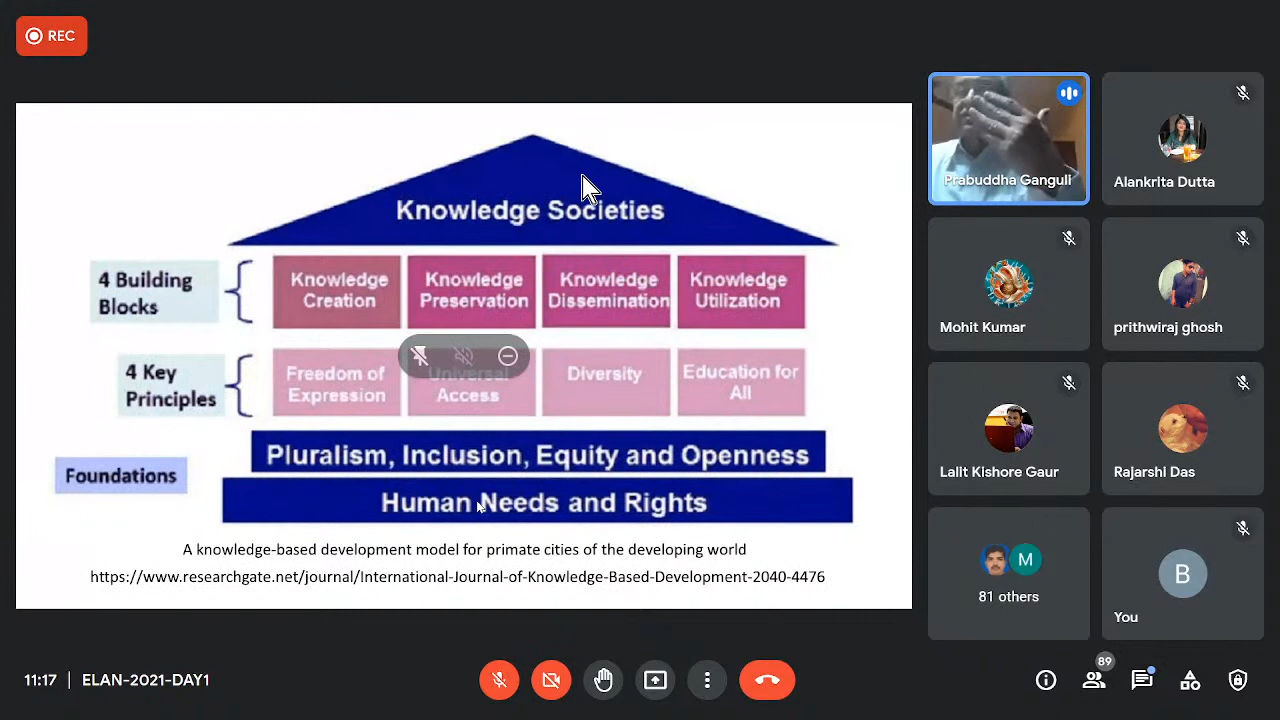 REC
Knowledge Societies
4 Building
Blocks
Knowledge
Creation
Knowledge
Preservation
Knowledge
Dissemination
Knowledge
Utilization
4 Key
Principles
Freedom of
Expression
Universal
Access
Diversity
Education for
All
Foundations
Pluralism, Inclusion, Equity and Openness
Human Needs and Rights
A knowledge-based development model for primate cities of the developing world
https://www.researchgate.net/journal/International-Journal-of-Knowledge-Based-Development-2040-4476
Prabuddha Ganguli
Alankrita Dutta
Mohit Kumar
prithwiraj ghosh
Lalit Kishore Gaur
Rajarshi Das
M
81 others
B
You
11:17 | ELAN-2021-DAY1
89